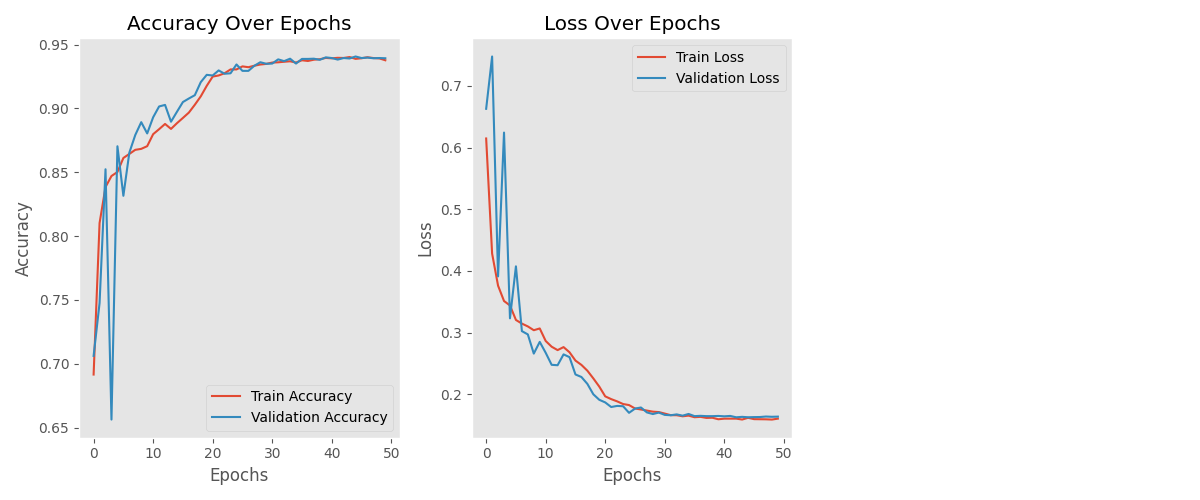 Accuracy Over Epochs
0.95
0.90
0.85
0.80
0.75
0.70
0.65
Accuracy
Train Accuracy
Validation Accuracy
0 10 20 30 40 50
Epochs
Loss Over Epochs
Train Loss
Validation Loss
0.7
0.6
0.5
0.4
0.3
0.2
Loss
0 10 20 30 40 50
Epochs